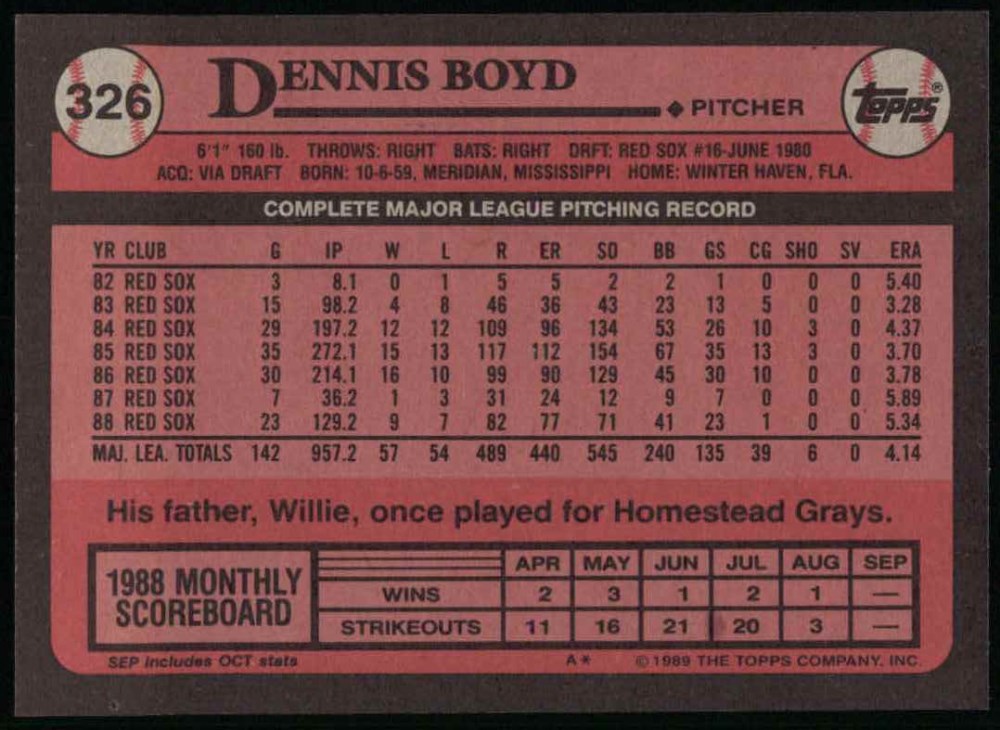 326 DENNIS BOYD PITCHER topps®
6'1" 160 lb. THROWS: RIGHT BATS: RIGHT DRFT: RED SOX #16-JUNE 1980
ACQ: VIA DRAFT BORN: 10-6-59, MERIDIAN, MISSISSIPPI HOME: WINTER HAVEN, FLA.
COMPLETE MAJOR LEAGUE PITCHING RECORD
YR CLUB G IP W L R ER SO BB GS CG SHO SV ERA
82 RED SOX 3 8.1 0 1 5 5 2 2 1 0 0 0 5.40
83 RED SOX 15 98.2 4 8 46 36 43 23 13 5 0 0 3.28
84 RED SOX 29 197.2 12 12 109 96 134 53 26 10 3 0 4.37
85 RED SOX 35 272.1 15 13 117 112 154 67 35 13 3 0 3.70
86 RED SOX 30 214.1 16 10 99 90 129 45 30 10 0 0 3.78
87 RED SOX 7 36.2 1 3 31 24 12 9 7 0 0 0 5.89
88 RED SOX 23 129.2 9 7 82 77 71 41 23 1 0 0 5.34
MAJ. LEA. TOTALS 142 957.2 57 54 489 440 545 240 135 39 6 0 4.14
His father, Willie, once played for Homestead Grays.
1988 MONTHLY
SCOREBOARD
APR MAY JUN JUL AUG SEP
WINS 2 3 1 2 1 —
STRIKEOUTS 11 16 21 20 3 —
SEP includes OCT stats A* © 1989 THE TOPPS COMPANY, INC.